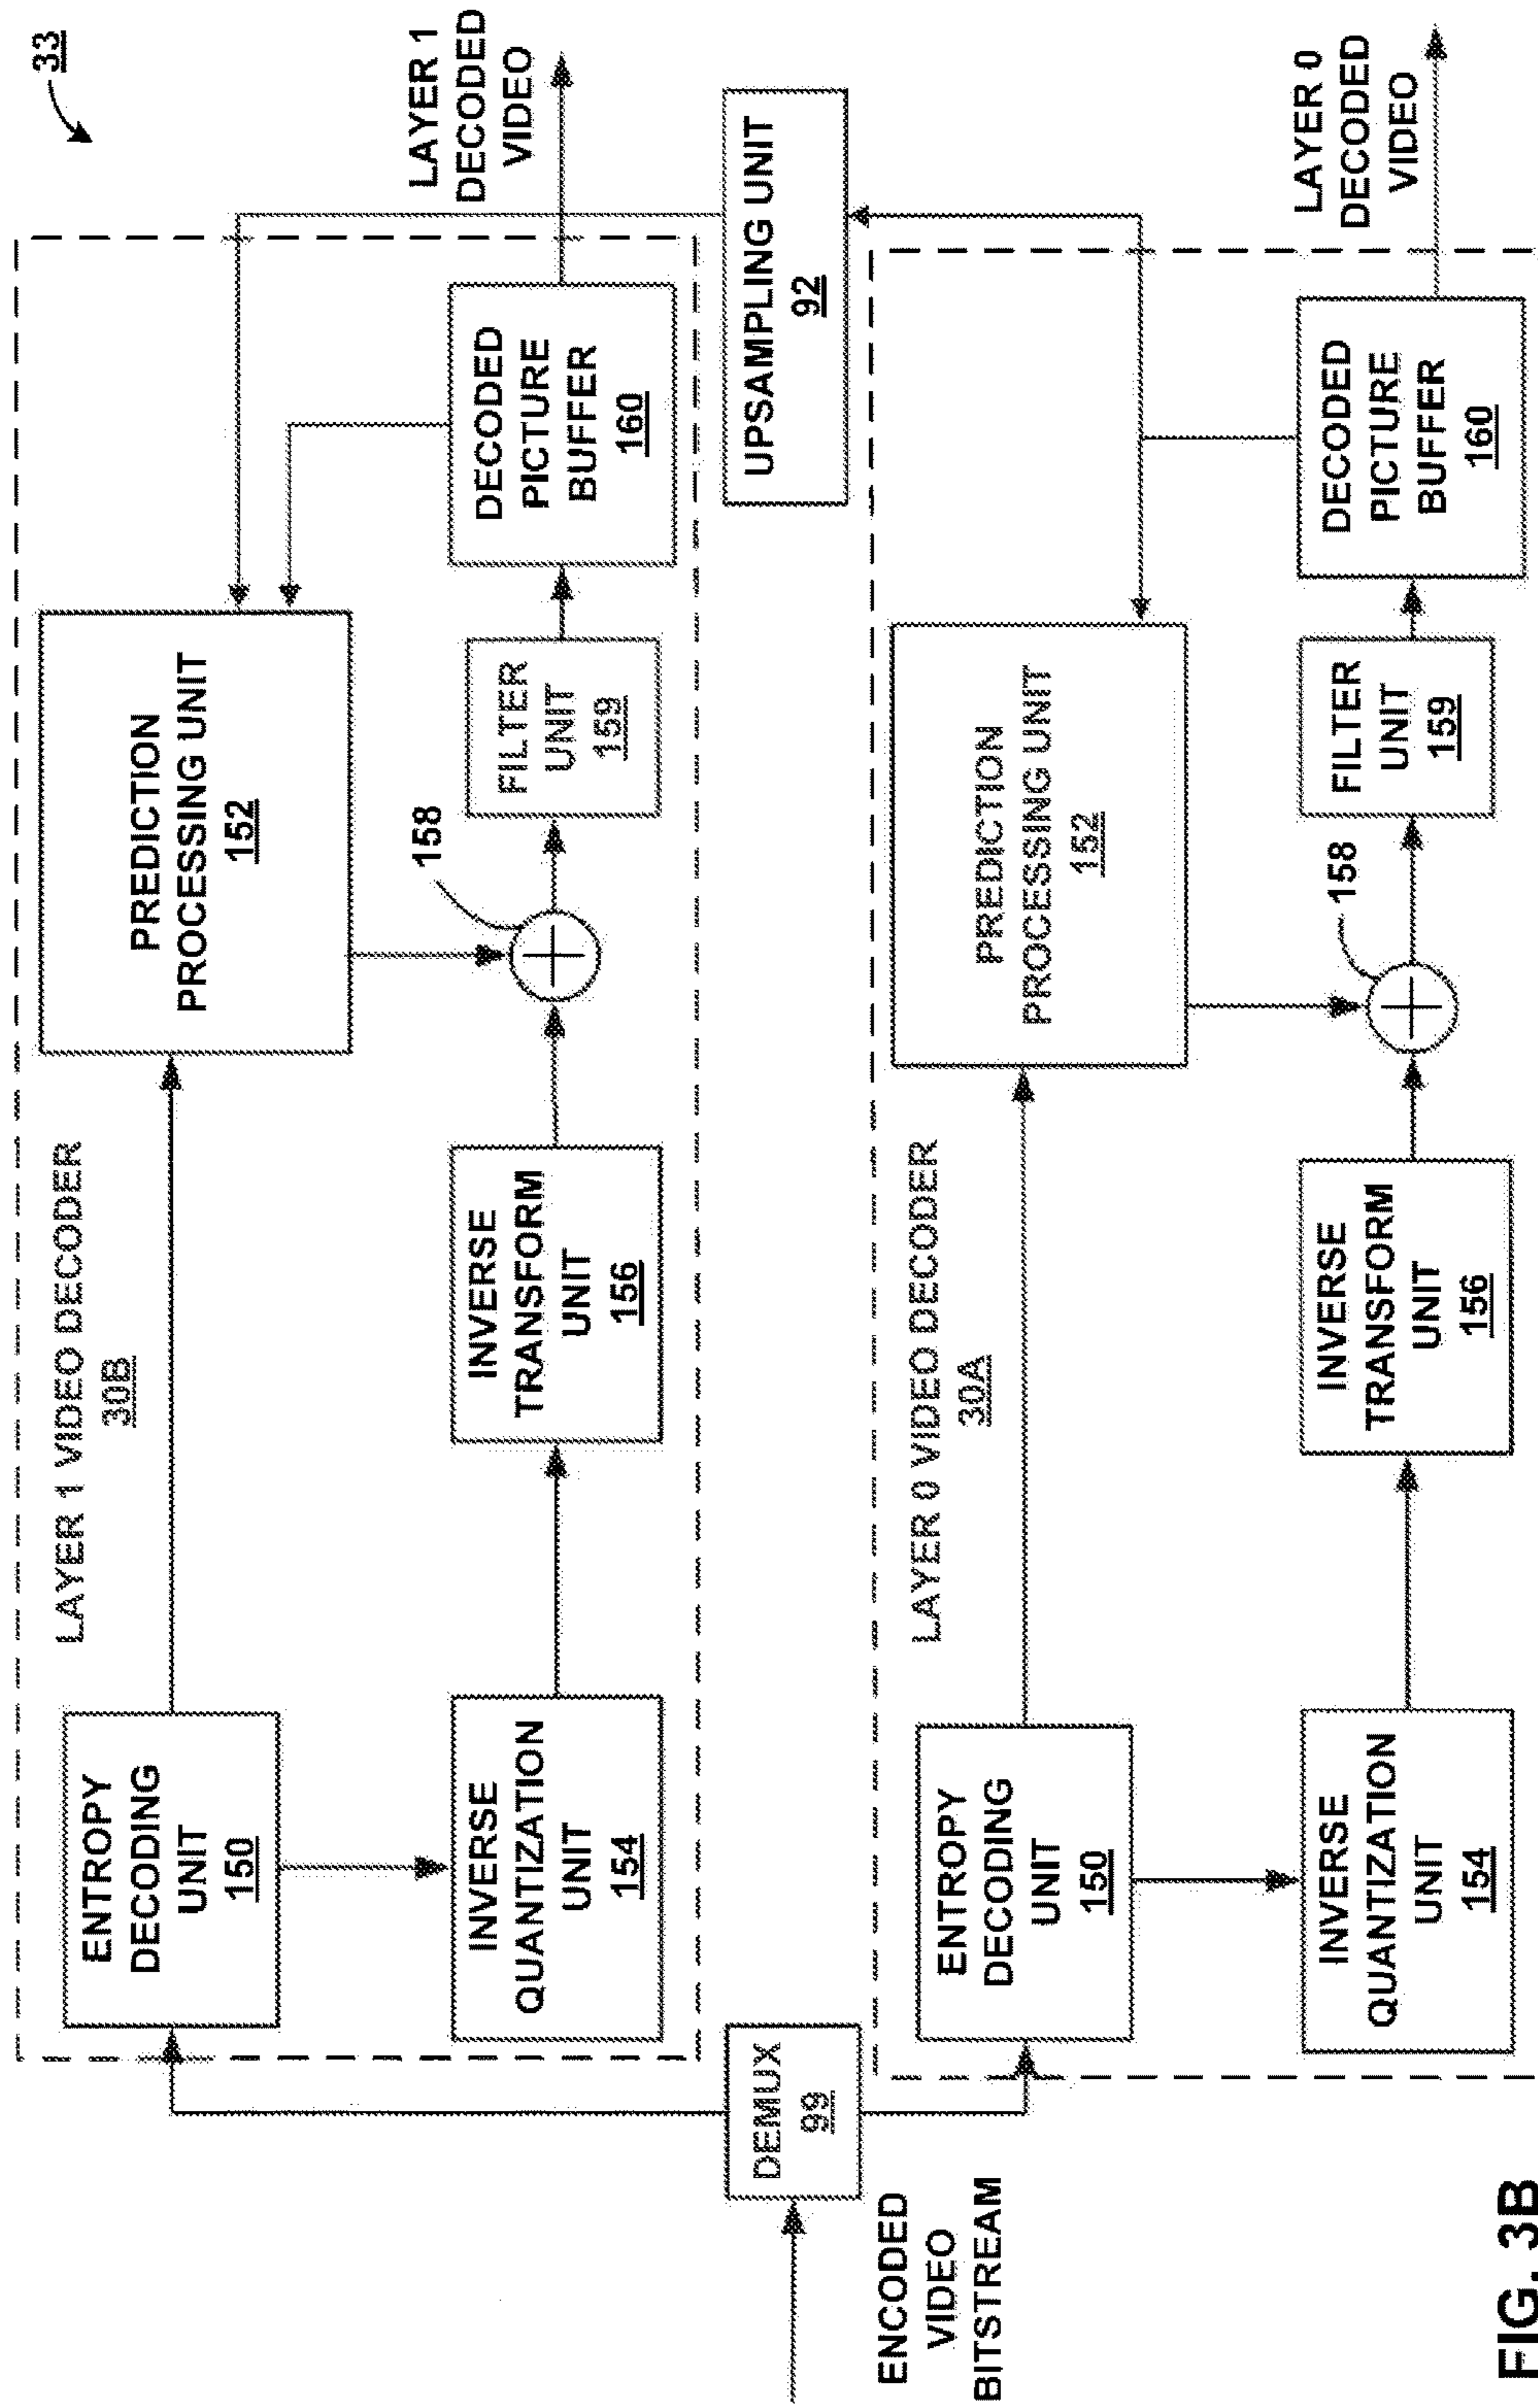 33
LAYER 1 VIDEO DECODER
30B
ENTROPY
DECODING
UNIT
150
PREDICTION
PROCESSING UNIT
152
INVERSE
QUANTIZATION
UNIT
154
INVERSE
TRANSFORM
UNIT
156
158
FILTER
UNIT
159
DECODED
PICTURE
BUFFER
160
LAYER 1
DECODED
VIDEO
DEMUX
99
ENCODED
VIDEO
BITSTREAM
UPSAMPLING UNIT
92
LAYER 0 VIDEO DECODER
30A
ENTROPY
DECODING
UNIT
150
PREDICTION
PROCESSING UNIT
152
INVERSE
QUANTIZATION
UNIT
154
INVERSE
TRANSFORM
UNIT
156
158
FILTER
UNIT
159
DECODED
PICTURE
BUFFER
160
LAYER 0
DECODED
VIDEO
FIG. 3B